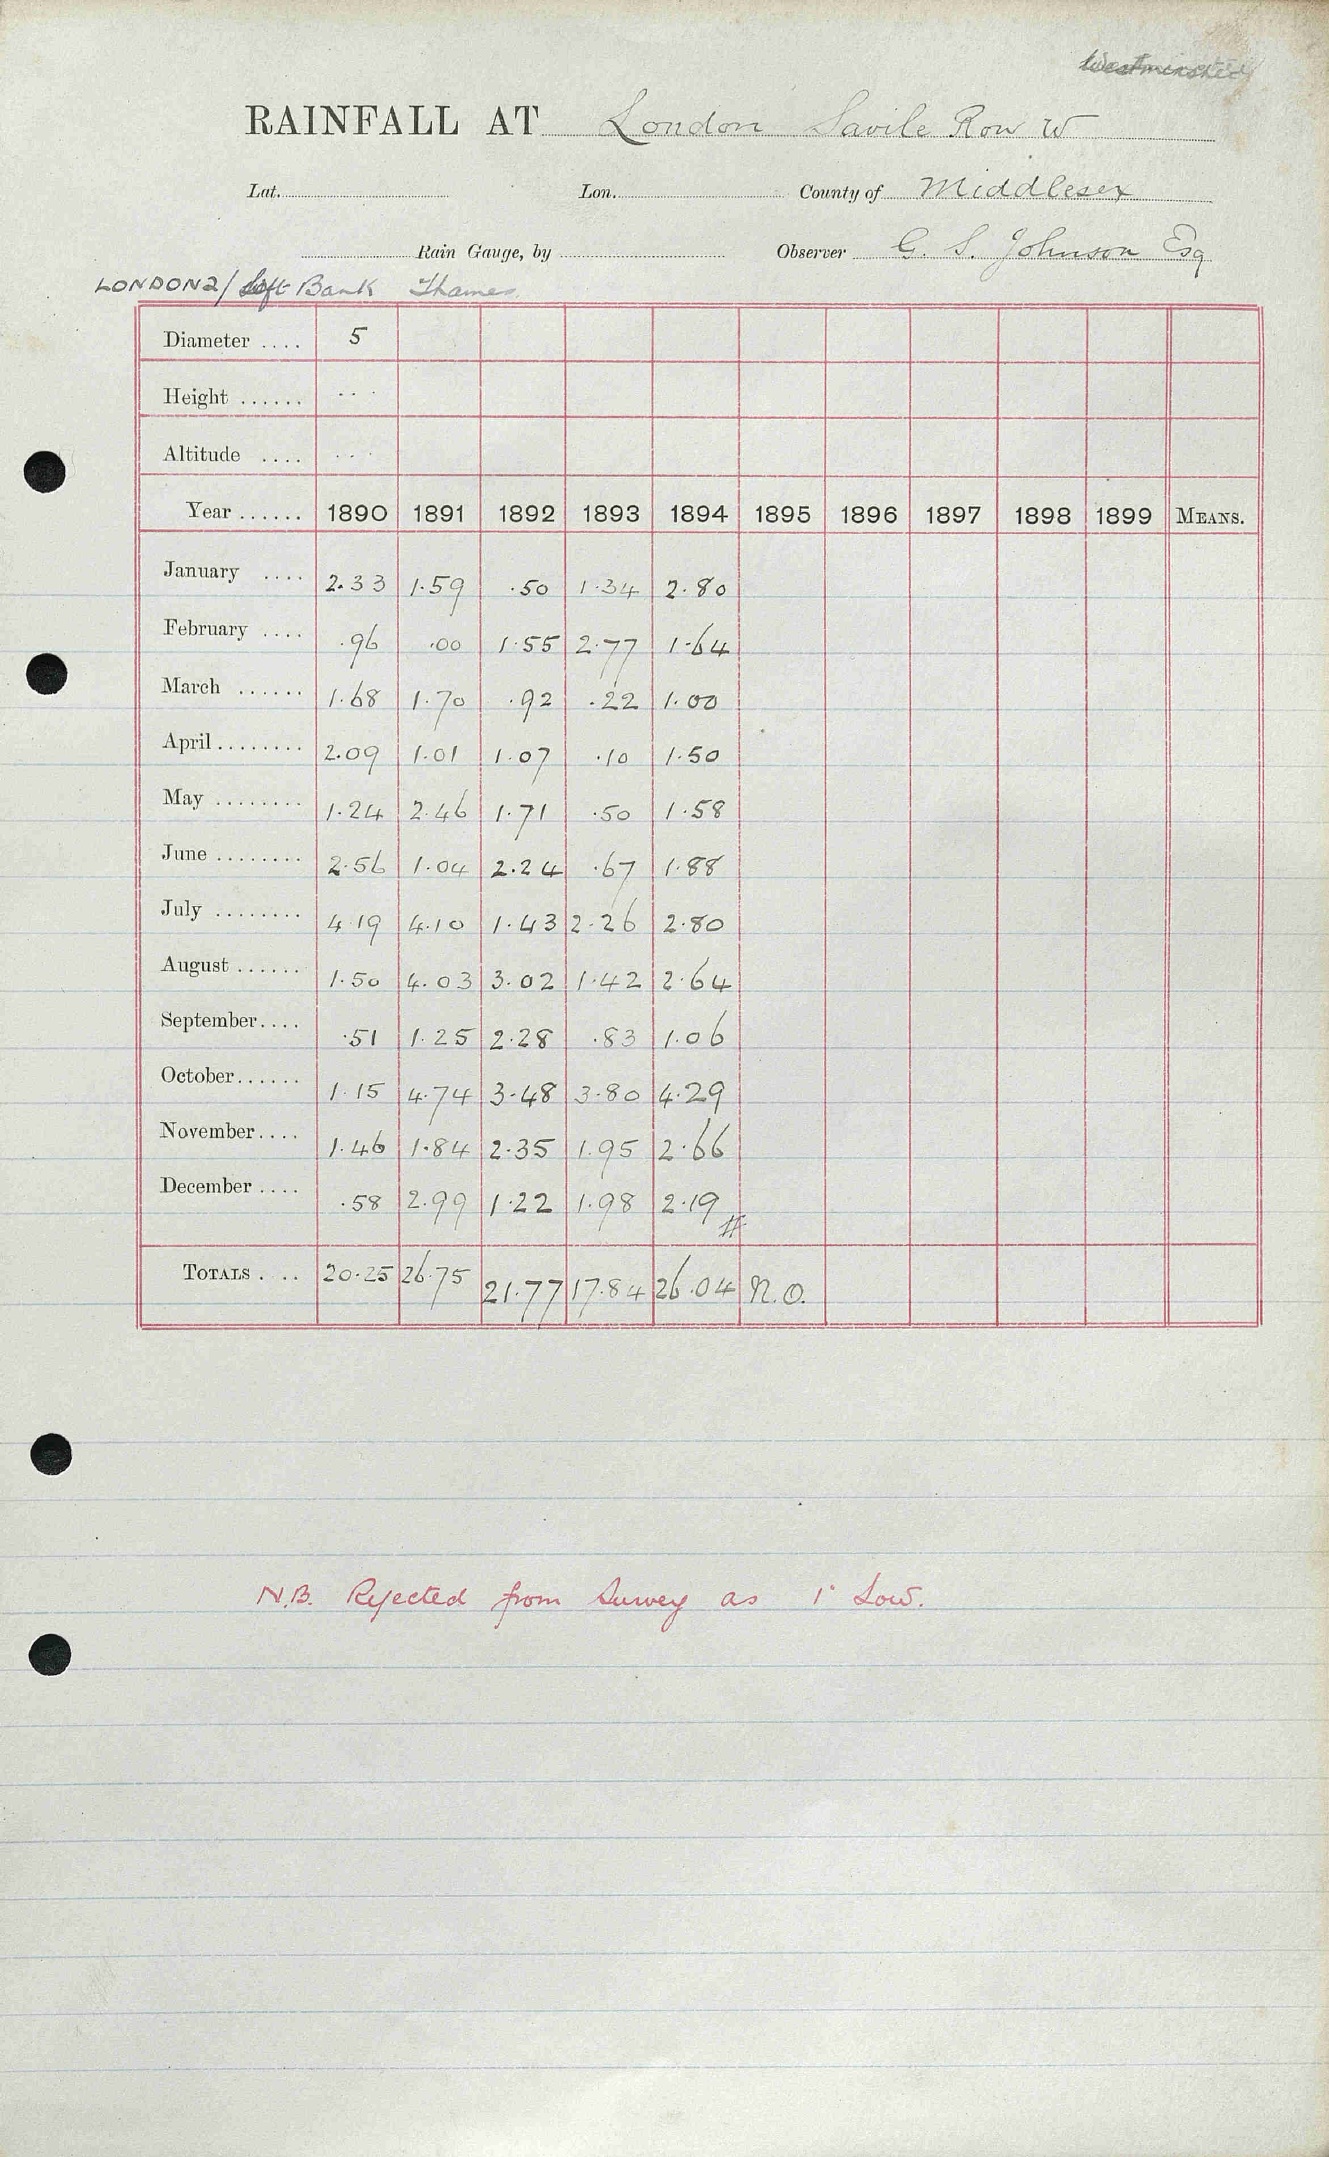 Westminster
RAINFALL AT London Savile Row W
Lat. Lon. County of Middlesex
Rain Gauge, by Observer G. S. Johnson Esq
LONDON 2/ Left Bank Thames
Diameter .... 5
Height ...... ...
Altitude .... ...
Year ...... 1890 1891 1892 1893 1894 1895 1896 1897 1898 1899 MEANS.
January .... 2.33 1.59 .50 1.34 2.80
February .... .96 .00 1.55 2.77 1.64
March ...... 1.68 1.70 .92 .22 1.00
April ........ 2.09 1.01 1.07 .10 1.50
May ........ 1.24 2.46 1.71 .50 1.58
June ........ 2.56 1.04 2.24 .67 1.88
July ........ 4.19 4.10 1.43 2.26 2.80
August ...... 1.50 4.03 3.02 1.42 2.64
September .... .51 1.25 2.28 .83 1.06
October ...... 1.15 4.74 3.48 3.80 4.29
November .... 1.46 1.84 2.35 1.95 2.66
December .... .58 2.99 1.22 1.98 2.19
TOTALS . . .. 20.25 26.75 21.77 17.84 26.04 N.O.
N.B. Rejected from Survey as 1" Low.